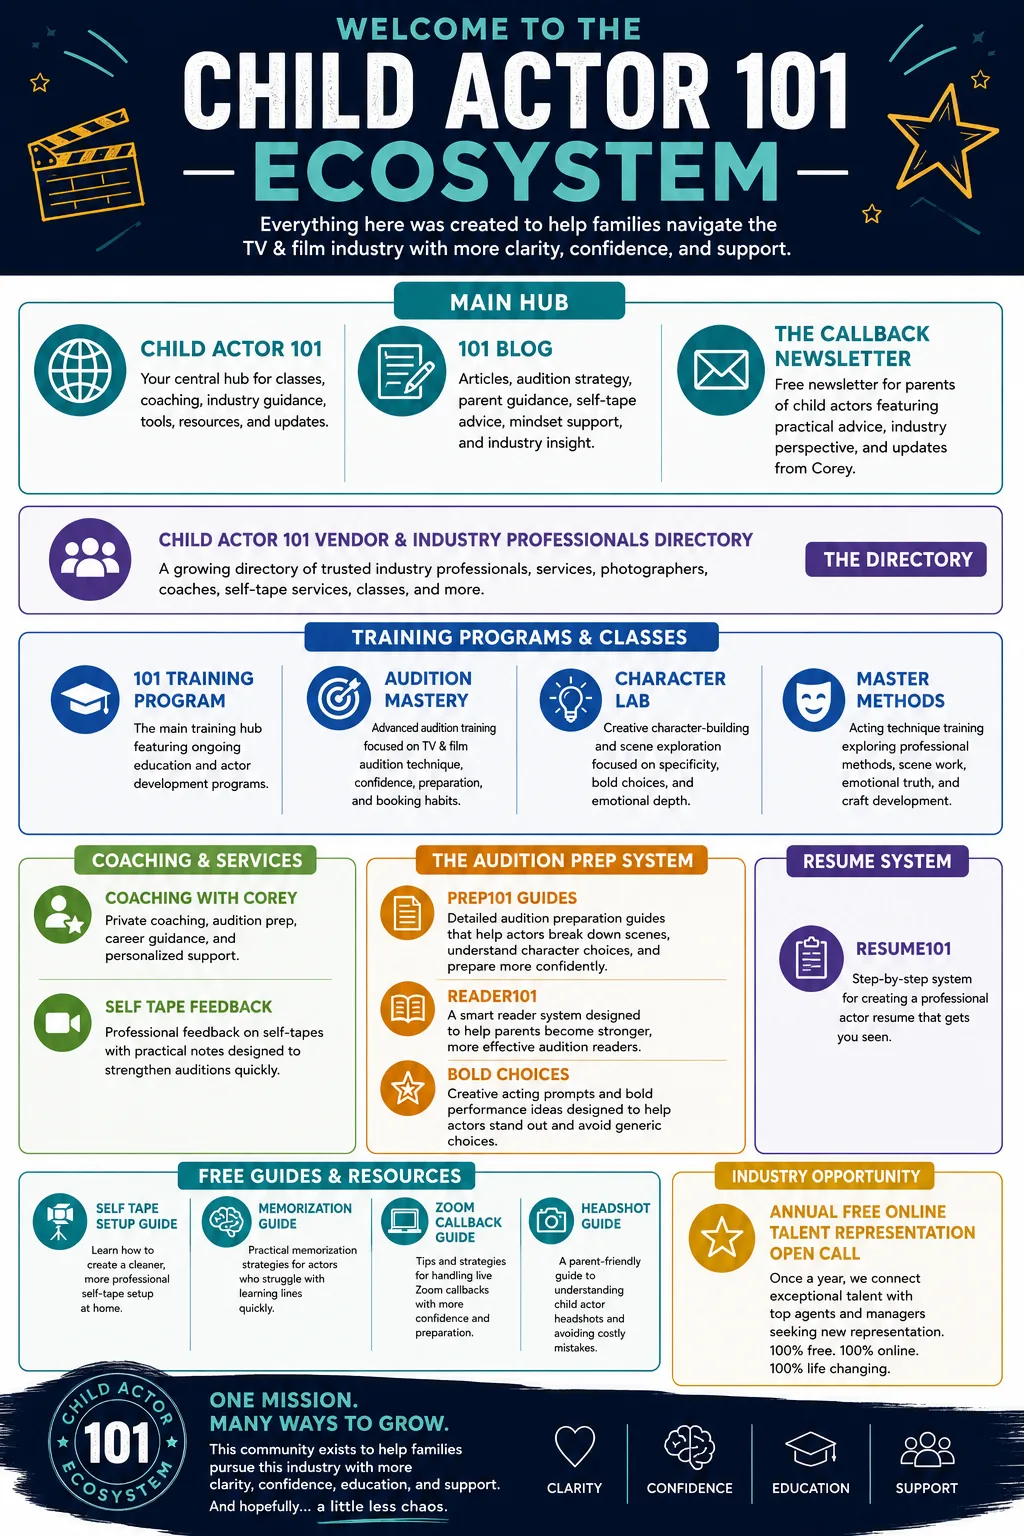 WELCOME TO THE
CHILD ACTOR 101
ECOSYSTEM
Everything here was created to help families navigate the
TV & film industry with more clarity, confidence, and support.
MAIN HUB
CHILD ACTOR 101
Your central hub for classes,
coaching, industry guidance,
tools, resources, and updates.
101 BLOG
Articles, audition strategy,
parent guidance, self-tape
advice, mindset support,
and industry insight.
THE CALLBACK
NEWSLETTER
Free newsletter for parents
of child actors featuring
practical advice, industry
perspective, and updates
from Corey.
CHILD ACTOR 101 VENDOR & INDUSTRY PROFESSIONALS DIRECTORY
A growing directory of trusted industry professionals, services, photographers,
coaches, self-tape services, classes, and more.
THE DIRECTORY
TRAINING PROGRAMS & CLASSES
101 TRAINING
PROGRAM
The main training hub
featuring ongoing
education and actor
development programs.
AUDITION
MASTERY
Advanced audition training
focused on TV & film
audition technique,
confidence, preparation,
and booking habits.
CHARACTER
LAB
Creative character-building
and scene exploration
focused on specificity,
bold choices, and
emotional depth.
MASTER
METHODS
Acting technique training
exploring professional
methods, scene work,
emotional truth, and
craft development.
COACHING & SERVICES
COACHING WITH COREY
Private coaching, audition prep,
career guidance, and
personalized support.
SELF TAPE FEEDBACK
Professional feedback on self-tapes
with practical notes designed to
strengthen auditions quickly.
THE AUDITION PREP SYSTEM
PREP101 GUIDES
Detailed audition preparation guides
that help actors break down scenes,
understand character choices, and
prepare more confidently.
READER101
A smart reader system designed
to help parents become stronger,
more effective audition readers.
BOLD CHOICES
Creative acting prompts and bold
performance ideas designed to help
actors stand out and avoid generic
choices.
RESUME SYSTEM
RESUME101
Step-by-step system
for creating a professional
actor resume that gets
you seen.
FREE GUIDES & RESOURCES
SELF TAPE
SETUP GUIDE
Learn how to
create a cleaner,
more professional
self-tape setup
at home.
MEMORIZATION
GUIDE
Practical memorization
strategies for actors
who struggle with
learning lines
quickly.
ZOOM
CALLBACK
GUIDE
Tips and strategies
for handling live
Zoom callbacks
with more
confidence and
preparation.
HEADSHOT
GUIDE
A parent-friendly
guide to
understanding
child actor
headshots and
avoiding costly
mistakes.
INDUSTRY OPPORTUNITY
ANNUAL FREE ONLINE
TALENT REPRESENTATION
OPEN CALL
Once a year, we connect
exceptional talent with
top agents and managers
seeking new representation.
100% free. 100% online.
100% life changing.
CHILD ACTOR
101
ECOSYSTEM
ONE MISSION.
MANY WAYS TO GROW.
This community exists to help families
pursue this industry with more
clarity, confidence, education, and support.
And hopefully... a little less chaos.
CLARITY
CONFIDENCE
EDUCATION
SUPPORT